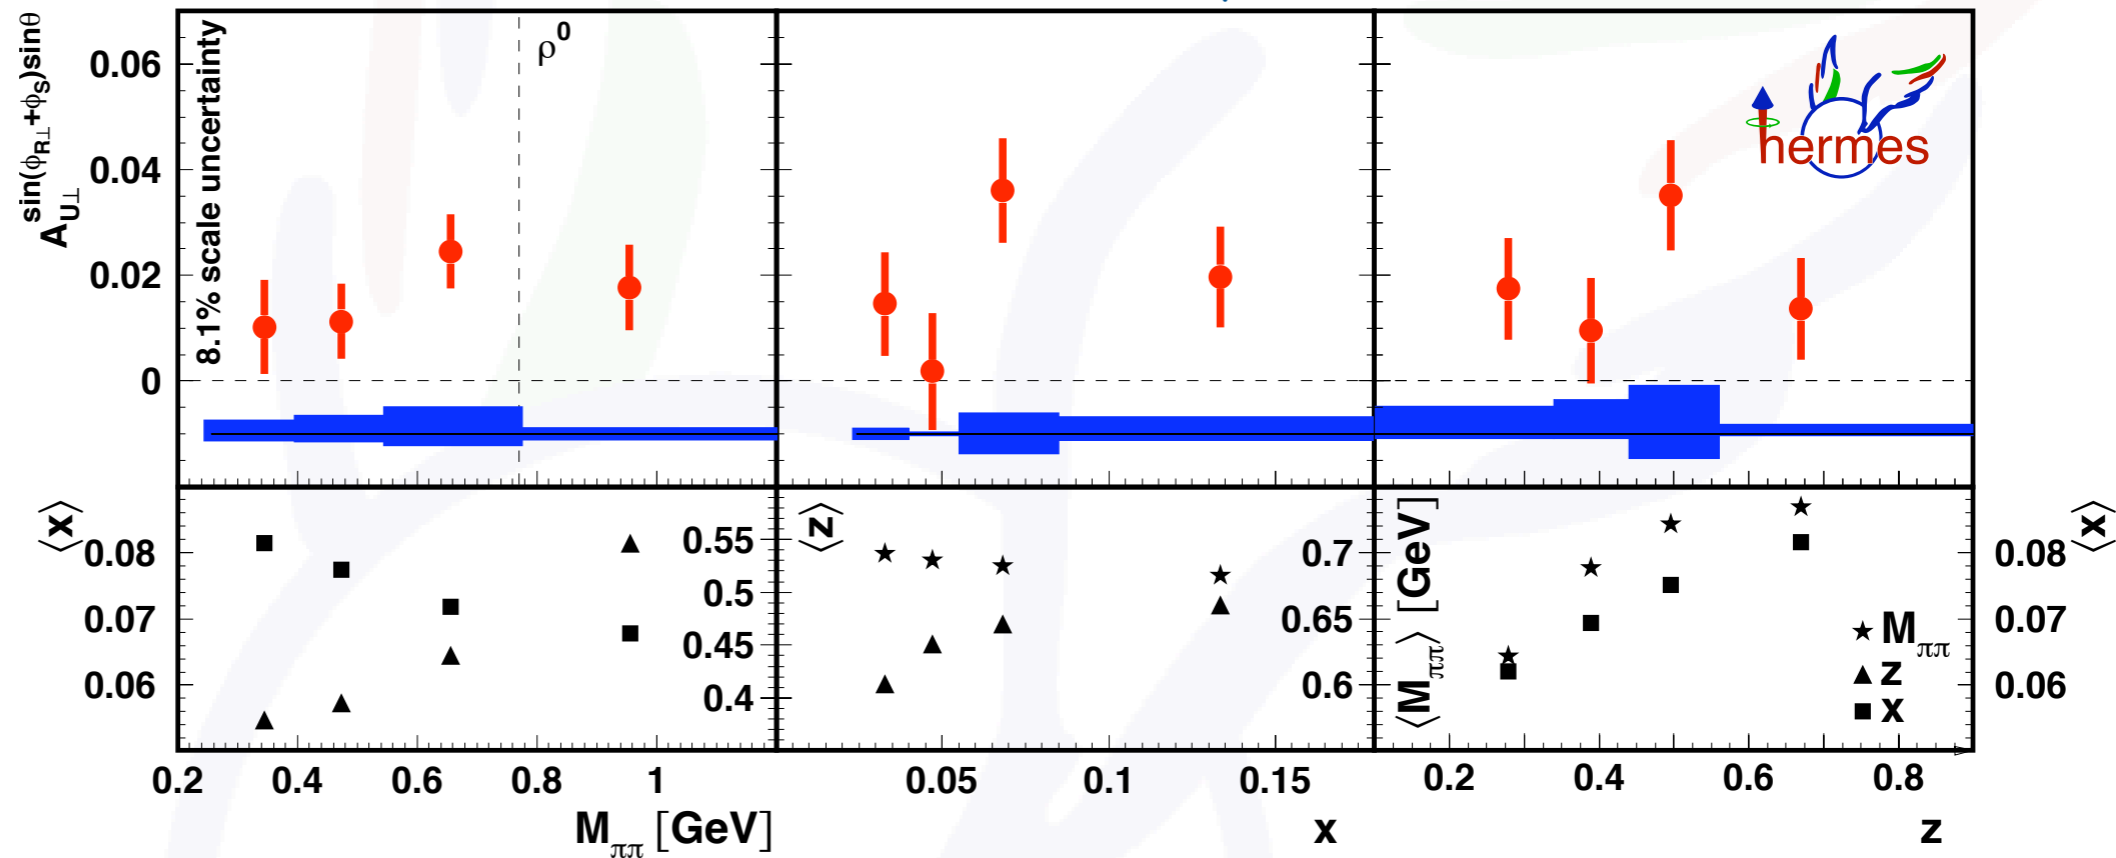 A_{U⊥}^{sin(ϕ_{R⊥}+ϕ_S)sinθ}
8.1% scale uncertainty
ρ^0
hermes
0.06
0.04
0.02
0
⟨x⟩
0.08
0.07
0.06
⟨z⟩
0.55
0.5
0.45
0.4
⟨M_{ππ}⟩ [GeV]
0.7
0.65
0.6
⟨x⟩
0.08
0.07
0.06
★ M_{ππ}
▲ z
■ x
0.2 0.4 0.6 0.8 1
0.05 0.1 0.15
0.2 0.4 0.6 0.8
M_{ππ} [GeV]
x
z